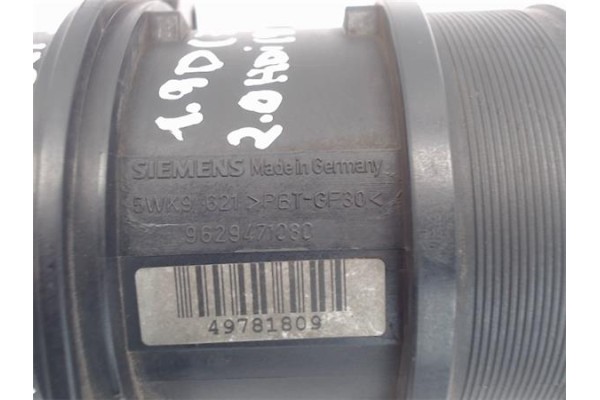 1.9D
2.0HDi
SIEMENS Made in Germany
5WK9 621 >PBT-GF30<
9629471080
49781809